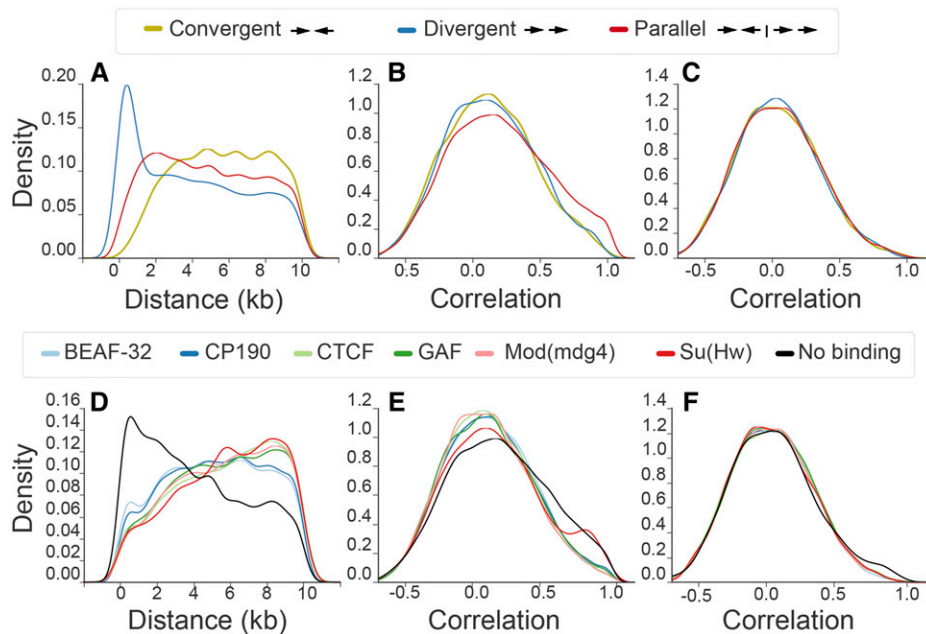 Convergent Divergent Parallel
A B C
0.20
0.15
0.10
0.05
0.00
Density
0 2 4 6 8 10
Distance (kb)
1.2
1.0
0.8
0.6
0.4
0.2
0.0
-0.5 0.0 0.5 1.0
Correlation
1.4
1.2
1.0
0.8
0.6
0.4
0.2
0.0
-0.5 0.0 0.5 1.0
Correlation
BEAF-32 CP190 CTCF GAF Mod(mdg4) Su(Hw) No binding
D E F
0.16
0.14
0.12
0.10
0.08
0.06
0.04
0.02
0.00
Density
0 2 4 6 8 10
Distance (kb)
1.2
1.0
0.8
0.6
0.4
0.2
0.0
-0.5 0.0 0.5 1.0
Correlation
1.4
1.2
1.0
0.8
0.6
0.4
0.2
0.0
-0.5 0.0 0.5 1.0
Correlation